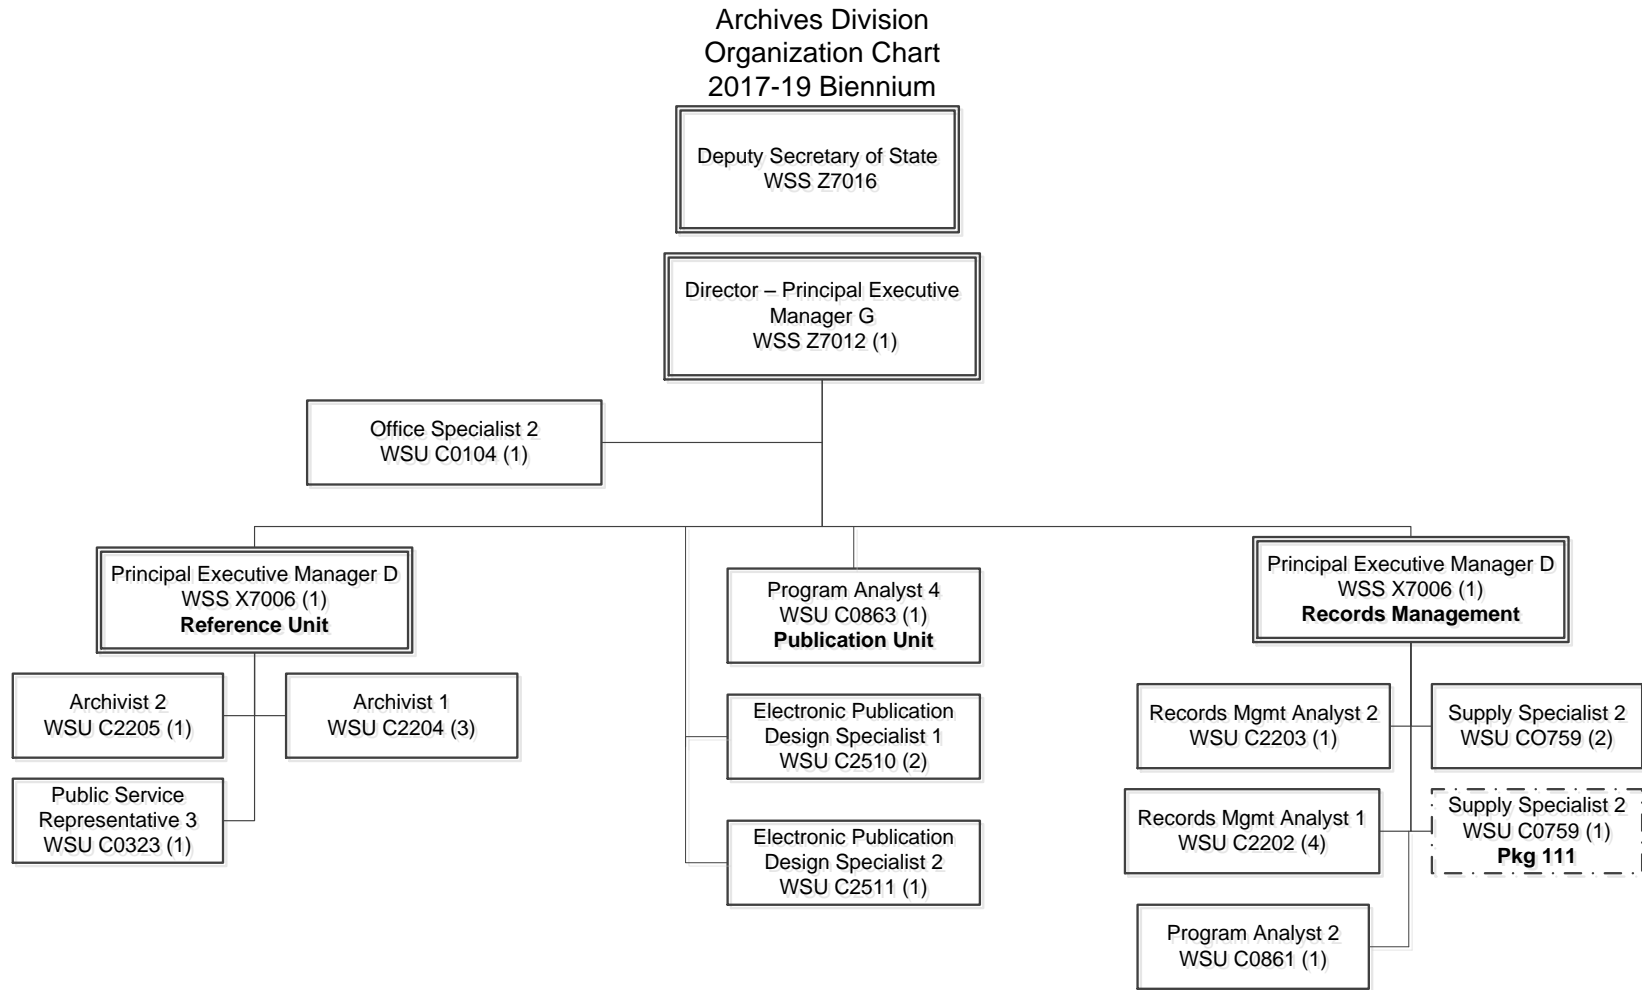 Archives Division
Organization Chart
2017-19 Biennium
Deputy Secretary of State
WSS Z7016
Director – Principal Executive
Manager G
WSS Z7012 (1)
Office Specialist 2
WSU C0104 (1)
Principal Executive Manager D
WSS X7006 (1)
Reference Unit
Archivist 2
WSU C2205 (1)
Archivist 1
WSU C2204 (3)
Public Service
Representative 3
WSU C0323 (1)
Program Analyst 4
WSU C0863 (1)
Publication Unit
Electronic Publication
Design Specialist 1
WSU C2510 (2)
Electronic Publication
Design Specialist 2
WSU C2511 (1)
Principal Executive Manager D
WSS X7006 (1)
Records Management
Records Mgmt Analyst 2
WSU C2203 (1)
Supply Specialist 2
WSU CO759 (2)
Records Mgmt Analyst 1
WSU C2202 (4)
Supply Specialist 2
WSU C0759 (1)
Pkg 111
Program Analyst 2
WSU C0861 (1)